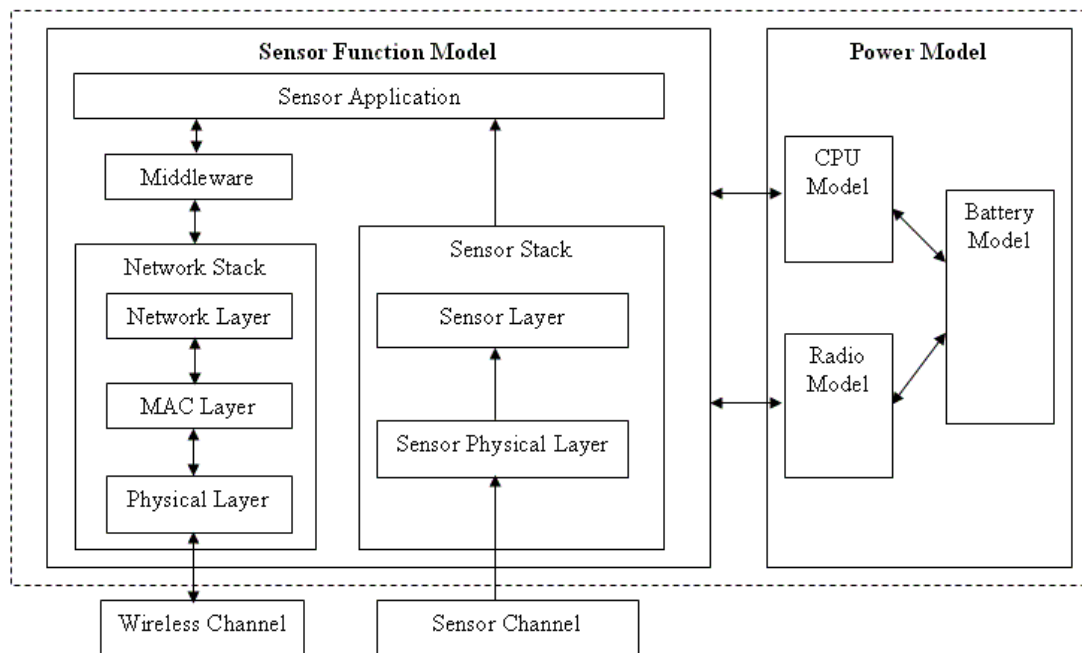 Sensor Function Model
Sensor Application
Middleware
Network Stack
Network Layer
MAC Layer
Physical Layer
Sensor Stack
Sensor Layer
Sensor Physical Layer
Power Model
CPU
Model
Radio
Model
Battery
Model
Wireless Channel
Sensor Channel